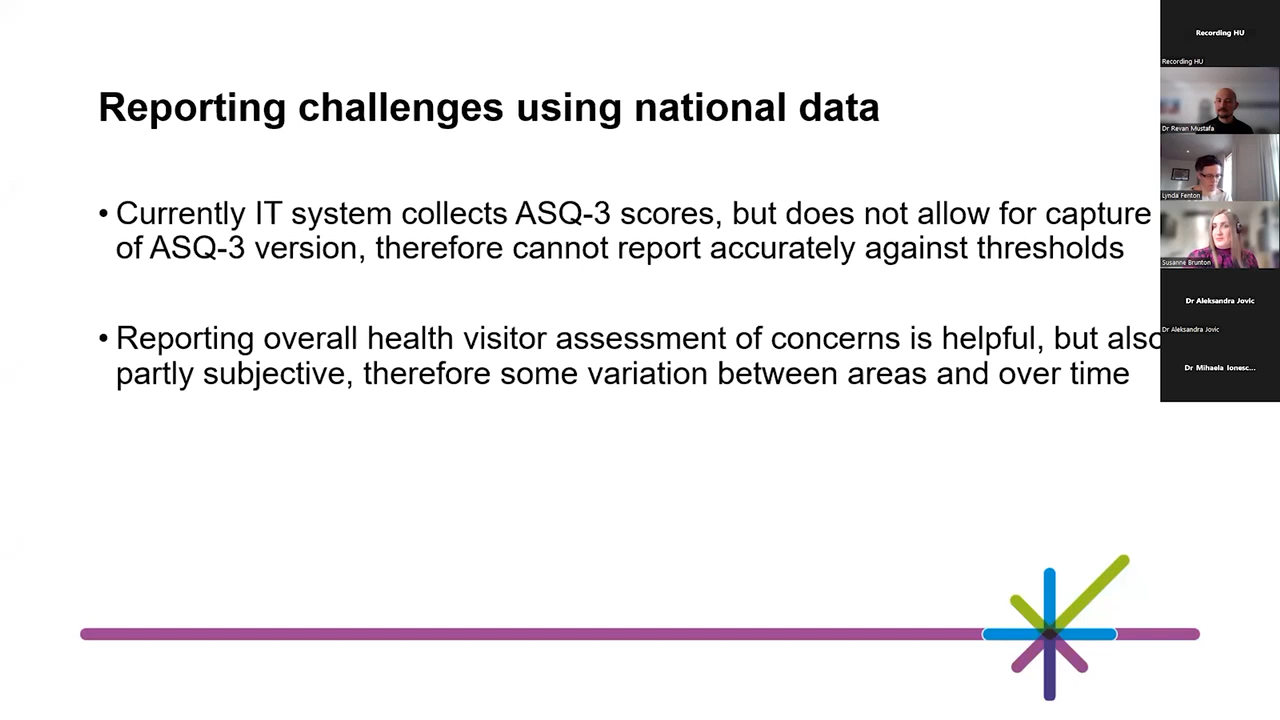 Reporting challenges using national data
• Currently IT system collects ASQ-3 scores, but does not allow for capture
of ASQ-3 version, therefore cannot report accurately against thresholds
• Reporting overall health visitor assessment of concerns is helpful, but also
partly subjective, therefore some variation between areas and over time
Recording HU
Recording HU
Dr Revan Mustafa
Lynda Fenton
Susanne Brunton
Dr Aleksandra Jovic
Dr Aleksandra Jovic
Dr Mihaela Ionesc...